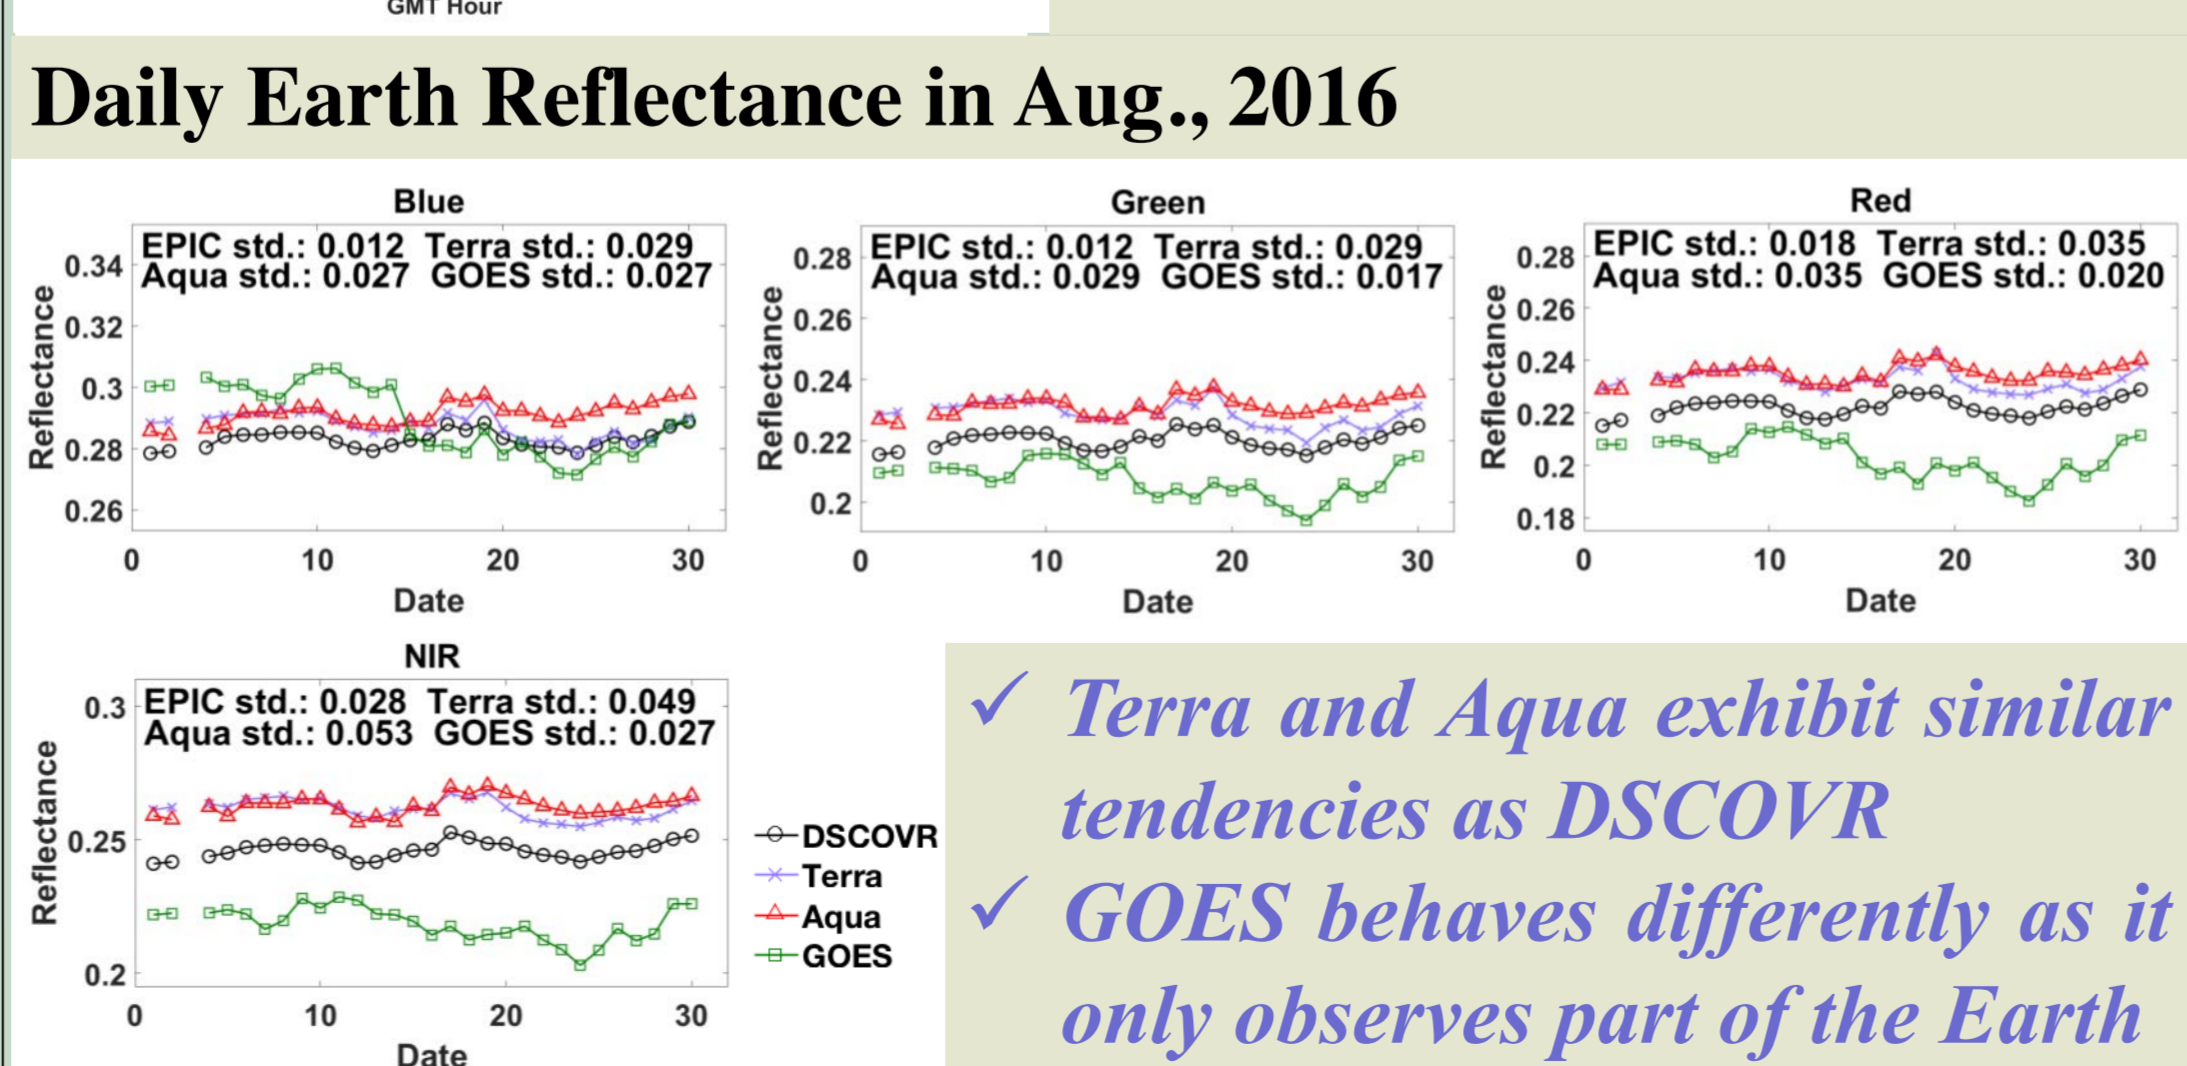 GMT Hour
Daily Earth Reflectance in Aug., 2016
Blue
EPIC std.: 0.012 Terra std.: 0.029
Aqua std.: 0.027 GOES std.: 0.027
0.34
0.32
0.3
0.28
0.26
Reflectance
0 10 20 30
Date
Green
EPIC std.: 0.012 Terra std.: 0.029
Aqua std.: 0.029 GOES std.: 0.017
0.28
0.26
0.24
0.22
0.2
Reflectance
0 10 20 30
Date
Red
EPIC std.: 0.018 Terra std.: 0.035
Aqua std.: 0.035 GOES std.: 0.020
0.28
0.26
0.24
0.22
0.2
0.18
Reflectance
0 10 20 30
Date
NIR
EPIC std.: 0.028 Terra std.: 0.049
Aqua std.: 0.053 GOES std.: 0.027
0.3
0.25
0.2
Reflectance
0 10 20 30
Date
DSCOVR
Terra
Aqua
GOES
✓ Terra and Aqua exhibit similar
tendencies as DSCOVR
✓ GOES behaves differently as it
only observes part of the Earth